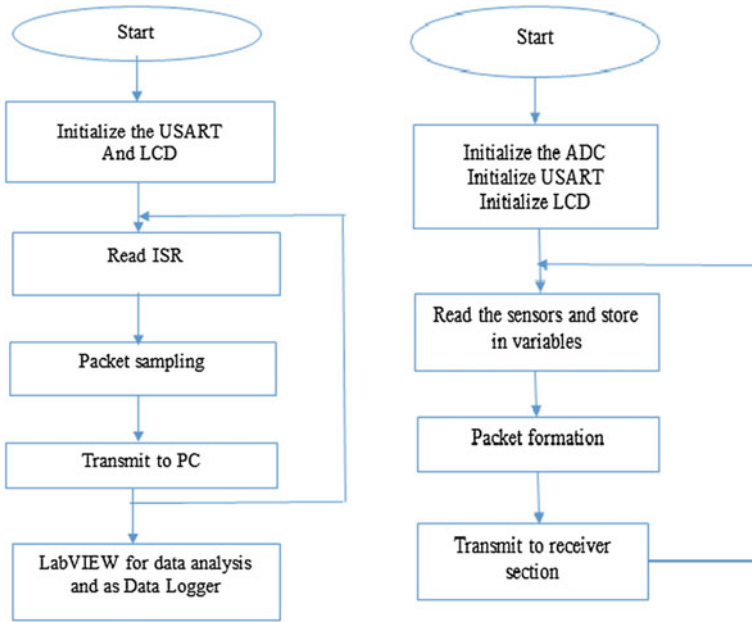 Start
Initialize the USART
And LCD
Read ISR
Packet sampling
Transmit to PC
LabVIEW for data analysis
and as Data Logger
Start
Initialize the ADC
Initialize USART
Initialize LCD
Read the sensors and store
in variables
Packet formation
Transmit to receiver
section